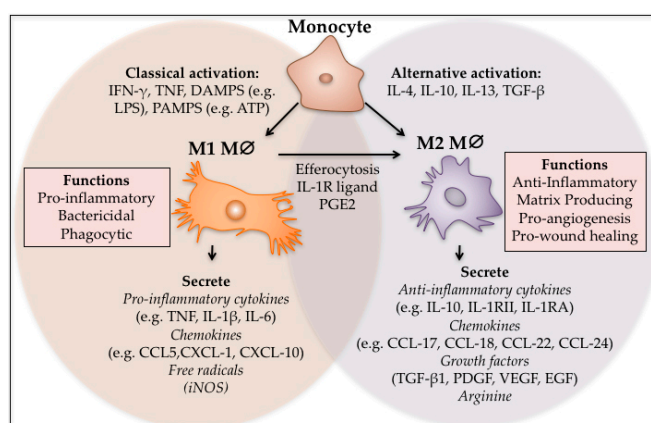 Monocyte
Classical activation:
IFN-γ, TNF, DAMPS (e.g.
LPS), PAMPS (e.g. ATP)
Alternative activation:
IL-4, IL-10, IL-13, TGF-β
M1 MØ
M2 MØ
Efferocytosis
IL-1R ligand
PGE2
Functions
Pro-inflammatory
Bactericidal
Phagocytic
Functions
Anti-Inflammatory
Matrix Producing
Pro-angiogenesis
Pro-wound healing
Secrete
Pro-inflammatory cytokines
(e.g. TNF, IL-1β, IL-6)
Chemokines
(e.g. CCL5,CXCL-1, CXCL-10)
Free radicals
(iNOS)
Secrete
Anti-inflammatory cytokines
(e.g. IL-10, IL-1RII, IL-1RA)
Chemokines
(e.g. CCL-17, CCL-18, CCL-22, CCL-24)
Growth factors
(TGF-β1, PDGF, VEGF, EGF)
Arginine